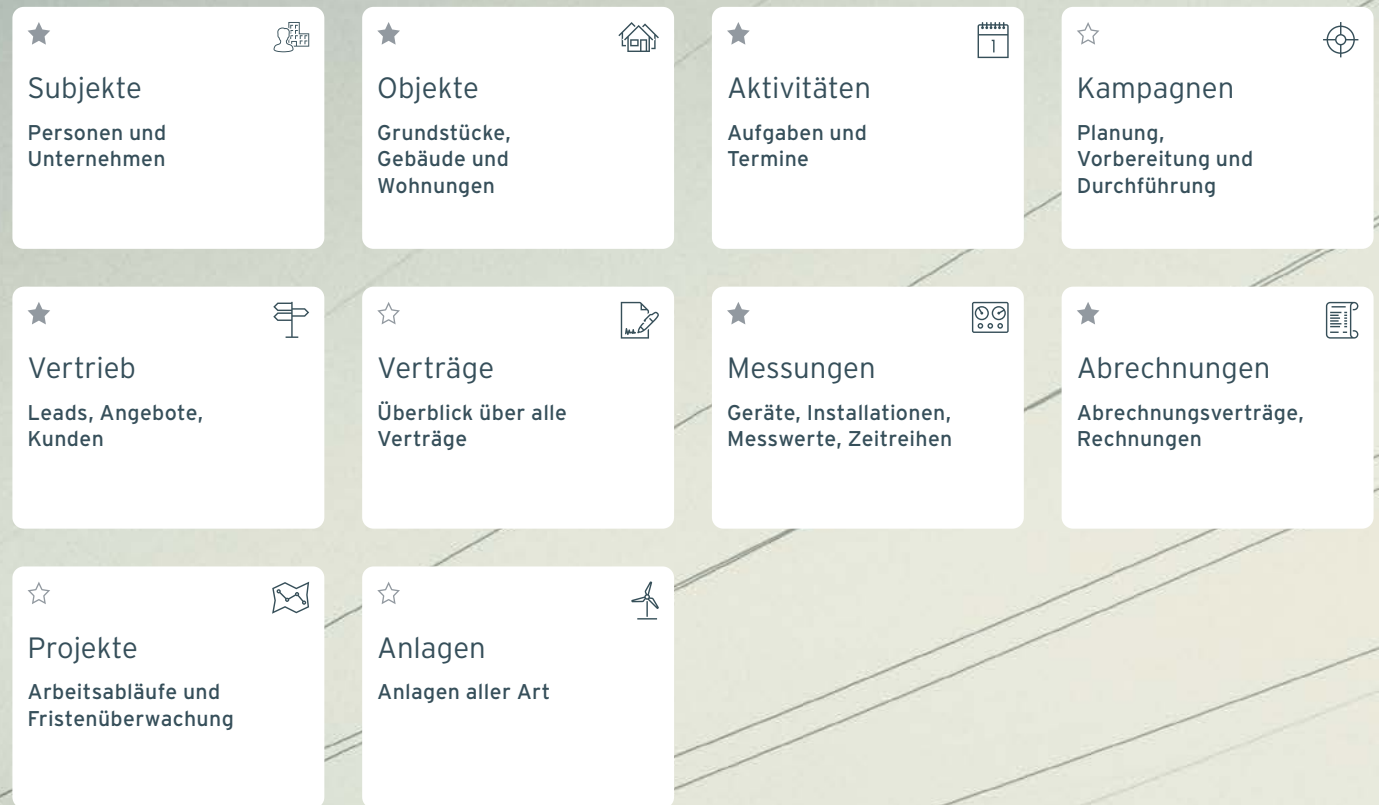 Subjekte
Personen und
Unternehmen
Objekte
Grundstücke,
Gebäude und
Wohnungen
1
Aktivitäten
Aufgaben und
Termine
Kampagnen
Planung,
Vorbereitung und
Durchführung
Vertrieb
Leads, Angebote,
Kunden
Verträge
Überblick über alle
Verträge
Messungen
Geräte, Installationen,
Messwerte, Zeitreihen
Abrechnungen
Abrechnungsverträge,
Rechnungen
Projekte
Arbeitsabläufe und
Fristenüberwachung
Anlagen
Anlagen aller Art